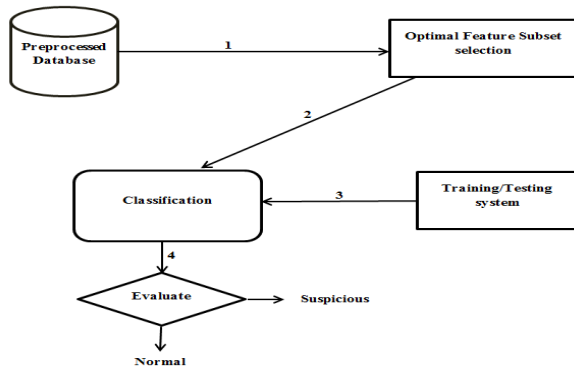 Preprocessed
Database
1
Optimal Feature Subset
selection
2
Classification
3
Training/Testing
system
4
Evaluate
Suspicious
Normal